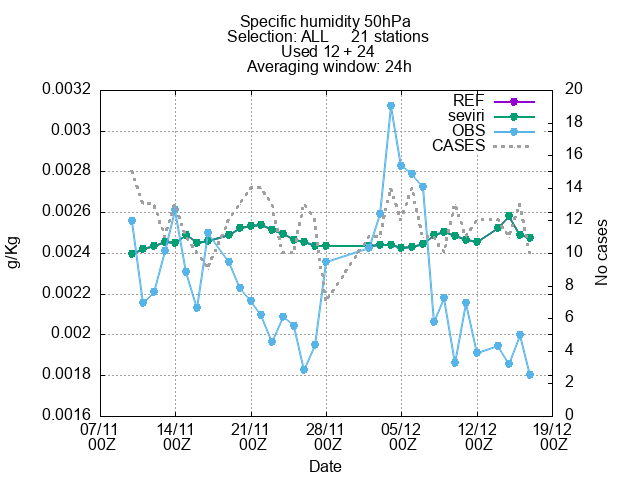 Specific humidity 50hPa
Selection: ALL 21 stations
Used 12 + 24
Averaging window: 24h
REF
seviri
OBS
CASES
g/Kg
0.0032
0.003
0.0028
0.0026
0.0024
0.0022
0.002
0.0018
0.0016
No cases
20
18
16
14
12
10
8
6
4
2
0
07/11 14/11 21/11 28/11 05/12 12/12 19/12
00Z 00Z 00Z 00Z 00Z 00Z 00Z
Date